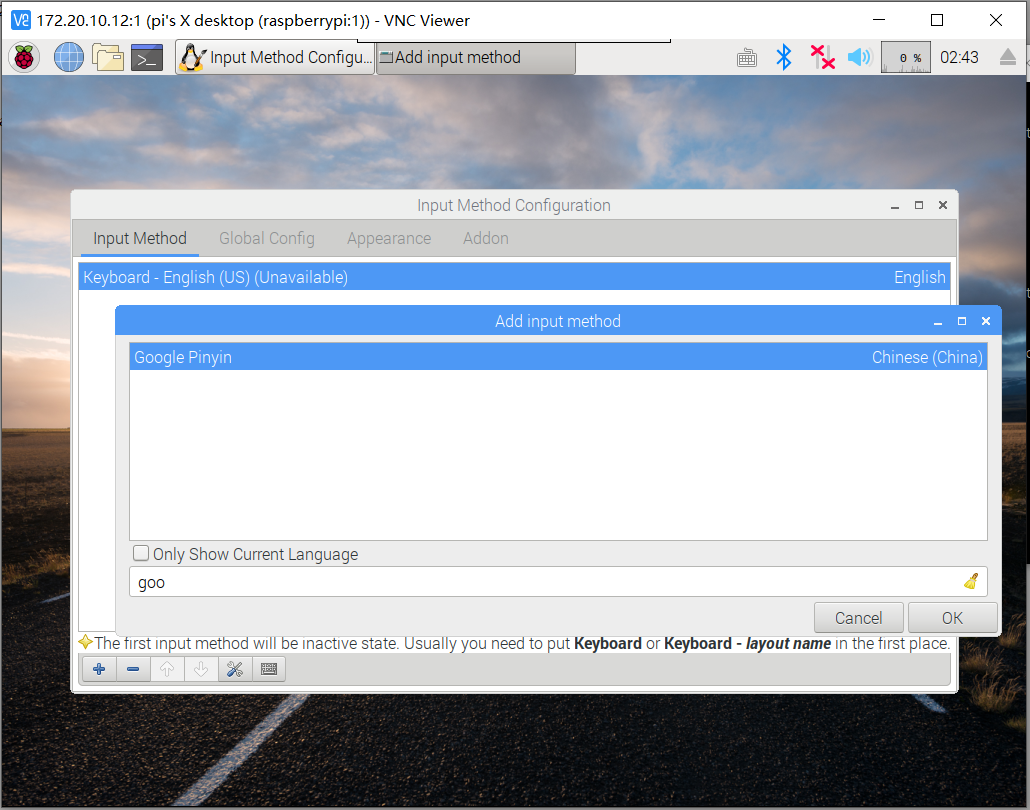 172.20.10.12:1 (pi's X desktop (raspberrypi:1)) - VNC Viewer
Input Method Configu... Add input method 0 % 02:43
Input Method Configuration
Input Method Global Config Appearance Addon
Keyboard - English (US) (Unavailable) English
Add input method
Google Pinyin Chinese (China)
Only Show Current Language
goo
Cancel OK
The first input method will be inactive state. Usually you need to put Keyboard or Keyboard - layout name in the first place.